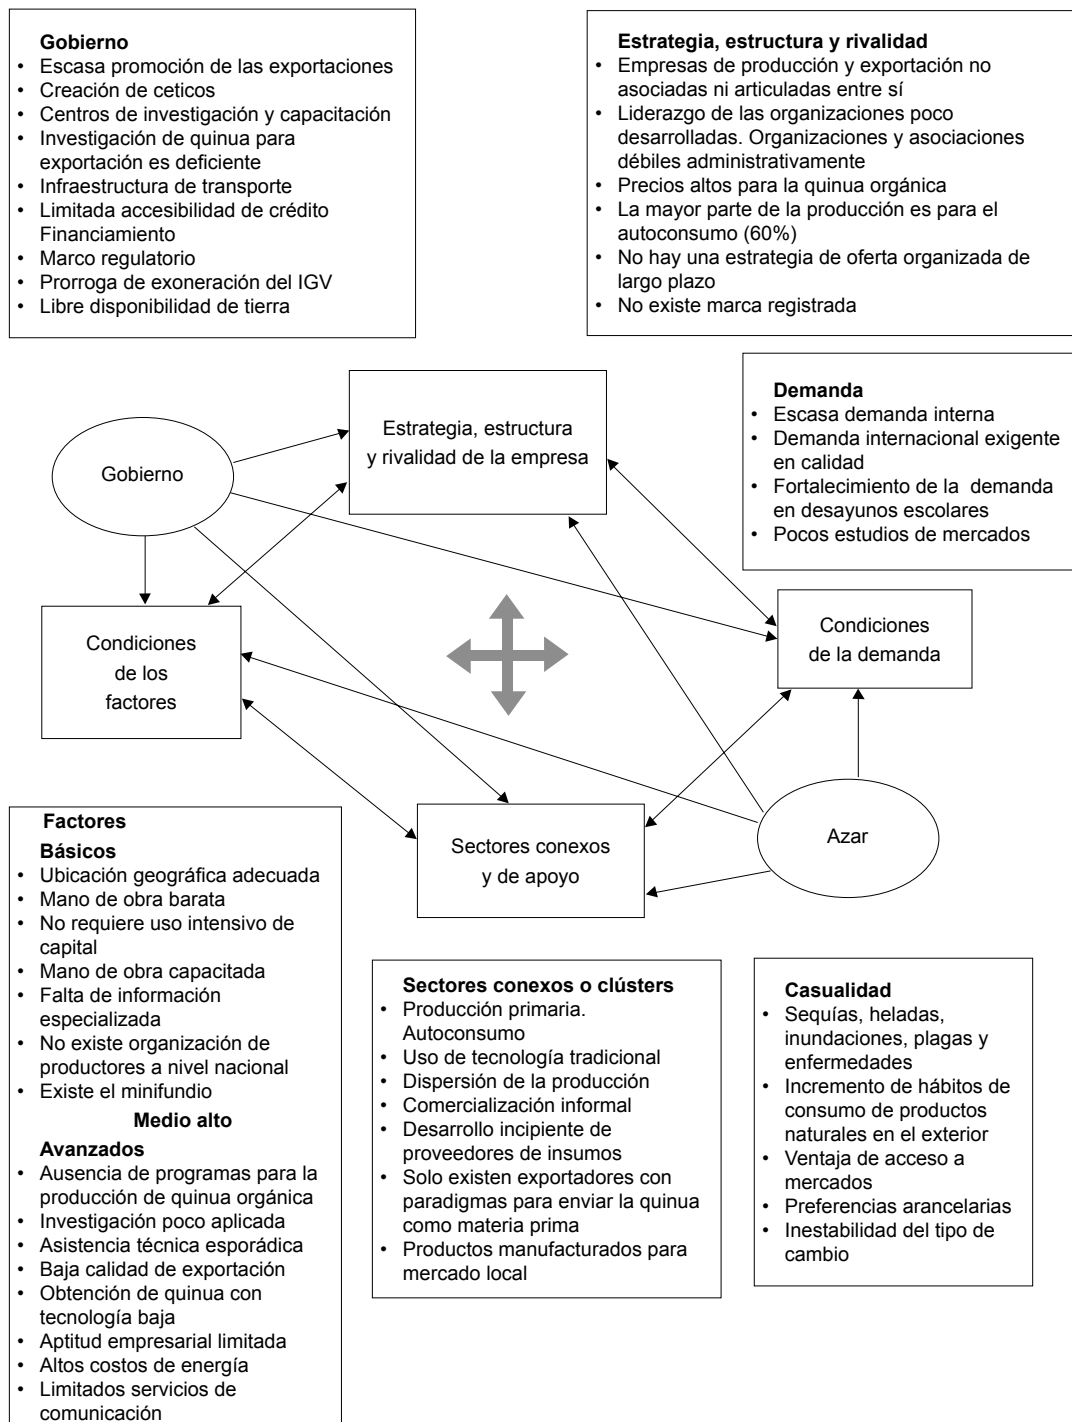 Gobierno
• Escasa promoción de las exportaciones
• Creación de ceticos
• Centros de investigación y capacitación
• Investigación de quinua para
exportación es deficiente
• Infraestructura de transporte
• Limitada accesibilidad de crédito
Financiamiento
• Marco regulatorio
• Prorroga de exoneración del IGV
• Libre disponibilidad de tierra
Estrategia, estructura y rivalidad
• Empresas de producción y exportación no
asociadas ni articuladas entre sí
• Liderazgo de las organizaciones poco
desarrolladas. Organizaciones y asociaciones
débiles administrativamente
• Precios altos para la quinua orgánica
• La mayor parte de la producción es para el
autoconsumo (60%)
• No hay una estrategia de oferta organizada de
largo plazo
• No existe marca registrada
Demanda
• Escasa demanda interna
• Demanda internacional exigente
en calidad
• Fortalecimiento de la demanda
en desayunos escolares
• Pocos estudios de mercados
Estrategia, estructura
y rivalidad de la empresa
Gobierno
Condiciones
de los
factores
Condiciones
de la demanda
Sectores conexos
y de apoyo
Azar
Factores
Básicos
• Ubicación geográfica adecuada
• Mano de obra barata
• No requiere uso intensivo de
capital
• Mano de obra capacitada
• Falta de información
especializada
• No existe organización de
productores a nivel nacional
• Existe el minifundio
Medio alto
Avanzados
• Ausencia de programas para la
producción de quinua orgánica
• Investigación poco aplicada
• Asistencia técnica esporádica
• Baja calidad de exportación
• Obtención de quinua con
tecnología baja
• Aptitud empresarial limitada
• Altos costos de energía
• Limitados servicios de
comunicación
Sectores conexos o clústers
• Producción primaria.
Autoconsumo
• Uso de tecnología tradicional
• Dispersión de la producción
• Comercialización informal
• Desarrollo incipiente de
proveedores de insumos
• Solo existen exportadores con
paradigmas para enviar la quinua
como materia prima
• Productos manufacturados para
mercado local
Casualidad
• Sequías, heladas,
inundaciones, plagas y
enfermedades
• Incremento de hábitos de
consumo de productos
naturales en el exterior
• Ventaja de acceso a
mercados
• Preferencias arancelarias
• Inestabilidad del tipo de
cambio